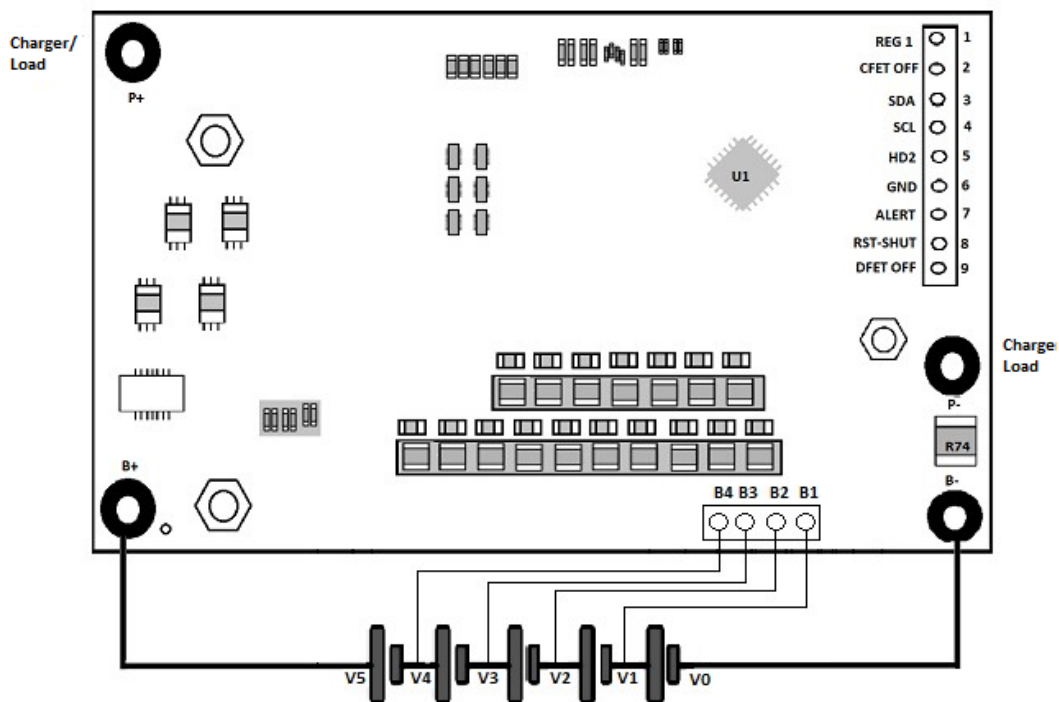 Charger/
Load
P+
REG 1 1
CFET OFF 2
SDA 3
SCL 4
HD2 5
GND 6
ALERT 7
RST-SHUT 8
DFET OFF 9
U1
Charge
Load
P-
R74
B+
B-
B4 B3 B2 B1
V5 V4 V3 V2 V1 V0